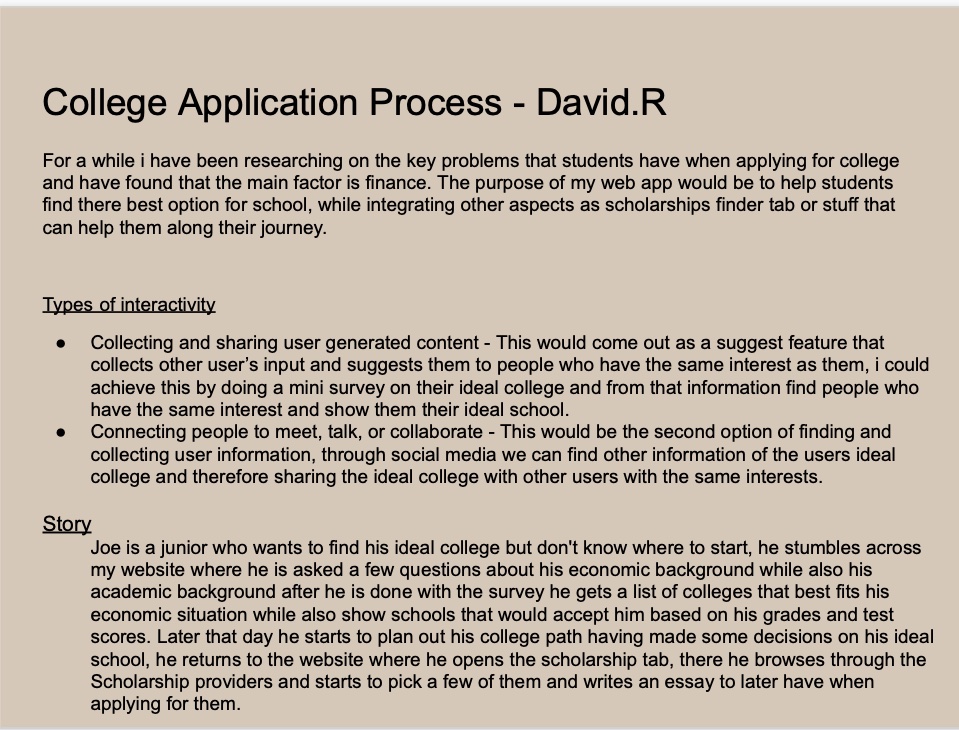 College Application Process - David.R
For a while i have been researching on the key problems that students have when applying for college
and have found that the main factor is finance. The purpose of my web app would be to help students
find there best option for school, while integrating other aspects as scholarships finder tab or stuff that
can help them along their journey.
Types of interactivity
● Collecting and sharing user generated content - This would come out as a suggest feature that
collects other user’s input and suggests them to people who have the same interest as them, i could
achieve this by doing a mini survey on their ideal college and from that information find people who
have the same interest and show them their ideal school.
● Connecting people to meet, talk, or collaborate - This would be the second option of finding and
collecting user information, through social media we can find other information of the users ideal
college and therefore sharing the ideal college with other users with the same interests.
Story
Joe is a junior who wants to find his ideal college but don't know where to start, he stumbles across
my website where he is asked a few questions about his economic background while also his
academic background after he is done with the survey he gets a list of colleges that best fits his
economic situation while also show schools that would accept him based on his grades and test
scores. Later that day he starts to plan out his college path having made some decisions on his ideal
school, he returns to the website where he opens the scholarship tab, there he browses through the
Scholarship providers and starts to pick a few of them and writes an essay to later have when
applying for them.